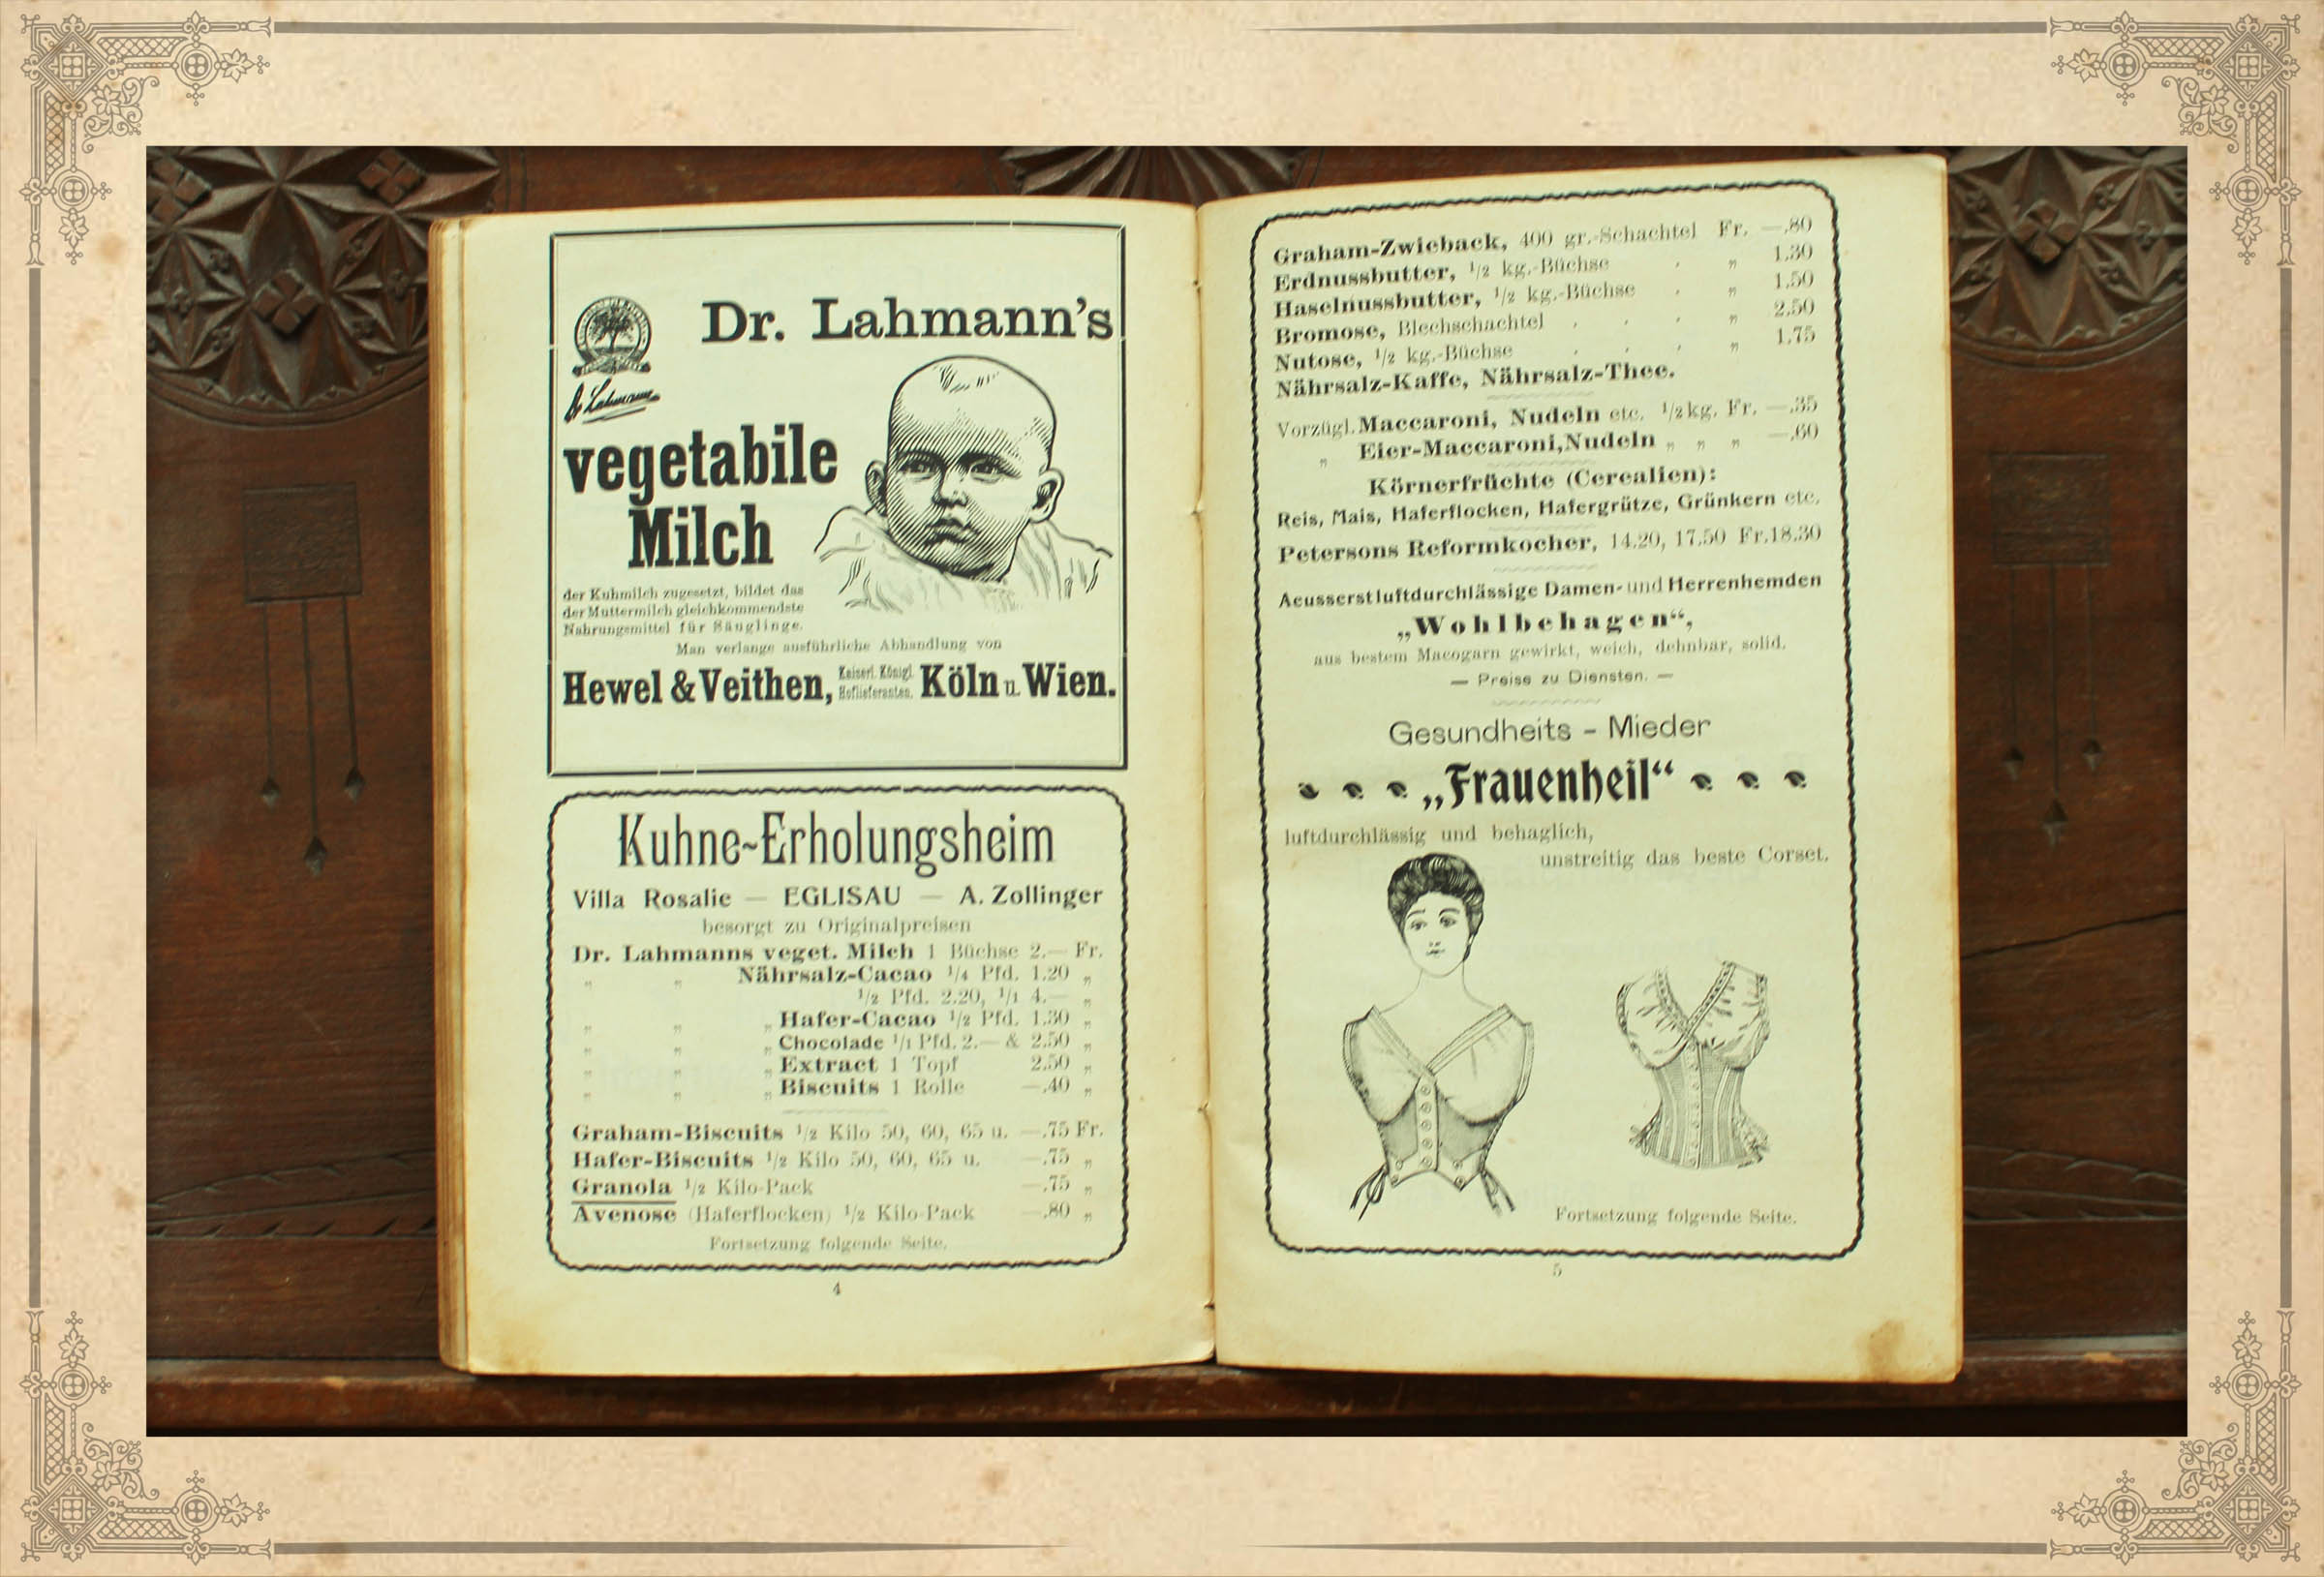 Dr. Lahmann's
Dr Lahmann
vegetabile
Milch
der Kuhmilch zugesetzt, bildet das
der Muttermilch gleichkommendste
Nahrungsmittel für Säuglinge.
Man verlange ausführliche Abhandlung von
Hewel & Veithen, Kaiserl. Königl. Hoflieferanten. Köln u. Wien.
Kuhne-Erholungsheim
Villa Rosalie — EGLISAU — A. Zollinger
besorgt zu Originalpreisen
Dr. Lahmanns veget. Milch 1 Büchse 2.— Fr.
„ „ Nährsalz-Cacao 1/4 Pfd. 1.20 „
1/2 Pfd. 2.20, 1/1 4.— „
„ „ „ Hafer-Cacao 1/2 Pfd. 1.30 „
„ „ „ Chocolade 1/1 Pfd. 2.— & 2.50 „
„ „ „ Extract 1 Topf 2.50 „
„ „ „ Biscuits 1 Rolle —.40 „
Graham-Biscuits 1/2 Kilo 50, 60, 65 u. —.75 Fr.
Hafer-Biscuits 1/2 Kilo 50, 60, 65 u. —.75 „
Granola 1/2 Kilo-Pack —.75 „
Avenose (Haferflocken) 1/2 Kilo-Pack —.80 „
Fortsetzung folgende Seite.
4
Graham-Zwieback, 400 gr.-Schachtel Fr. —.80
Erdnussbutter, 1/2 kg.-Büchse . „ 1.30
Haselnussbutter, 1/2 kg.-Büchse . „ 1.50
Bromose, Blechschachtel . . . „ 2.50
Nutose, 1/2 kg.-Büchse . . . „ 1.75
Nährsalz-Kaffe, Nährsalz-Thee.
Vorzügl. Maccaroni, Nudeln etc. 1/2 kg. Fr. —.35
„ Eier-Maccaroni, Nudeln „ „ „ —.60
Körnerfrüchte (Cerealien):
Reis, Mais, Haferflocken, Hafergrütze, Grünkern etc.
Petersons Reformkocher, 14.20, 17.50 Fr. 18.30
Aeusserst luftdurchlässige Damen- und Herrenhemden
„Wohlbehagen“,
aus bestem Macogarn gewirkt, weich, dehnbar, solid.
— Preise zu Diensten. —
Gesundheits - Mieder
„Frauenheil“
luftdurchlässig und behaglich,
unstreitig das beste Corset.
Fortsetzung folgende Seite.
5